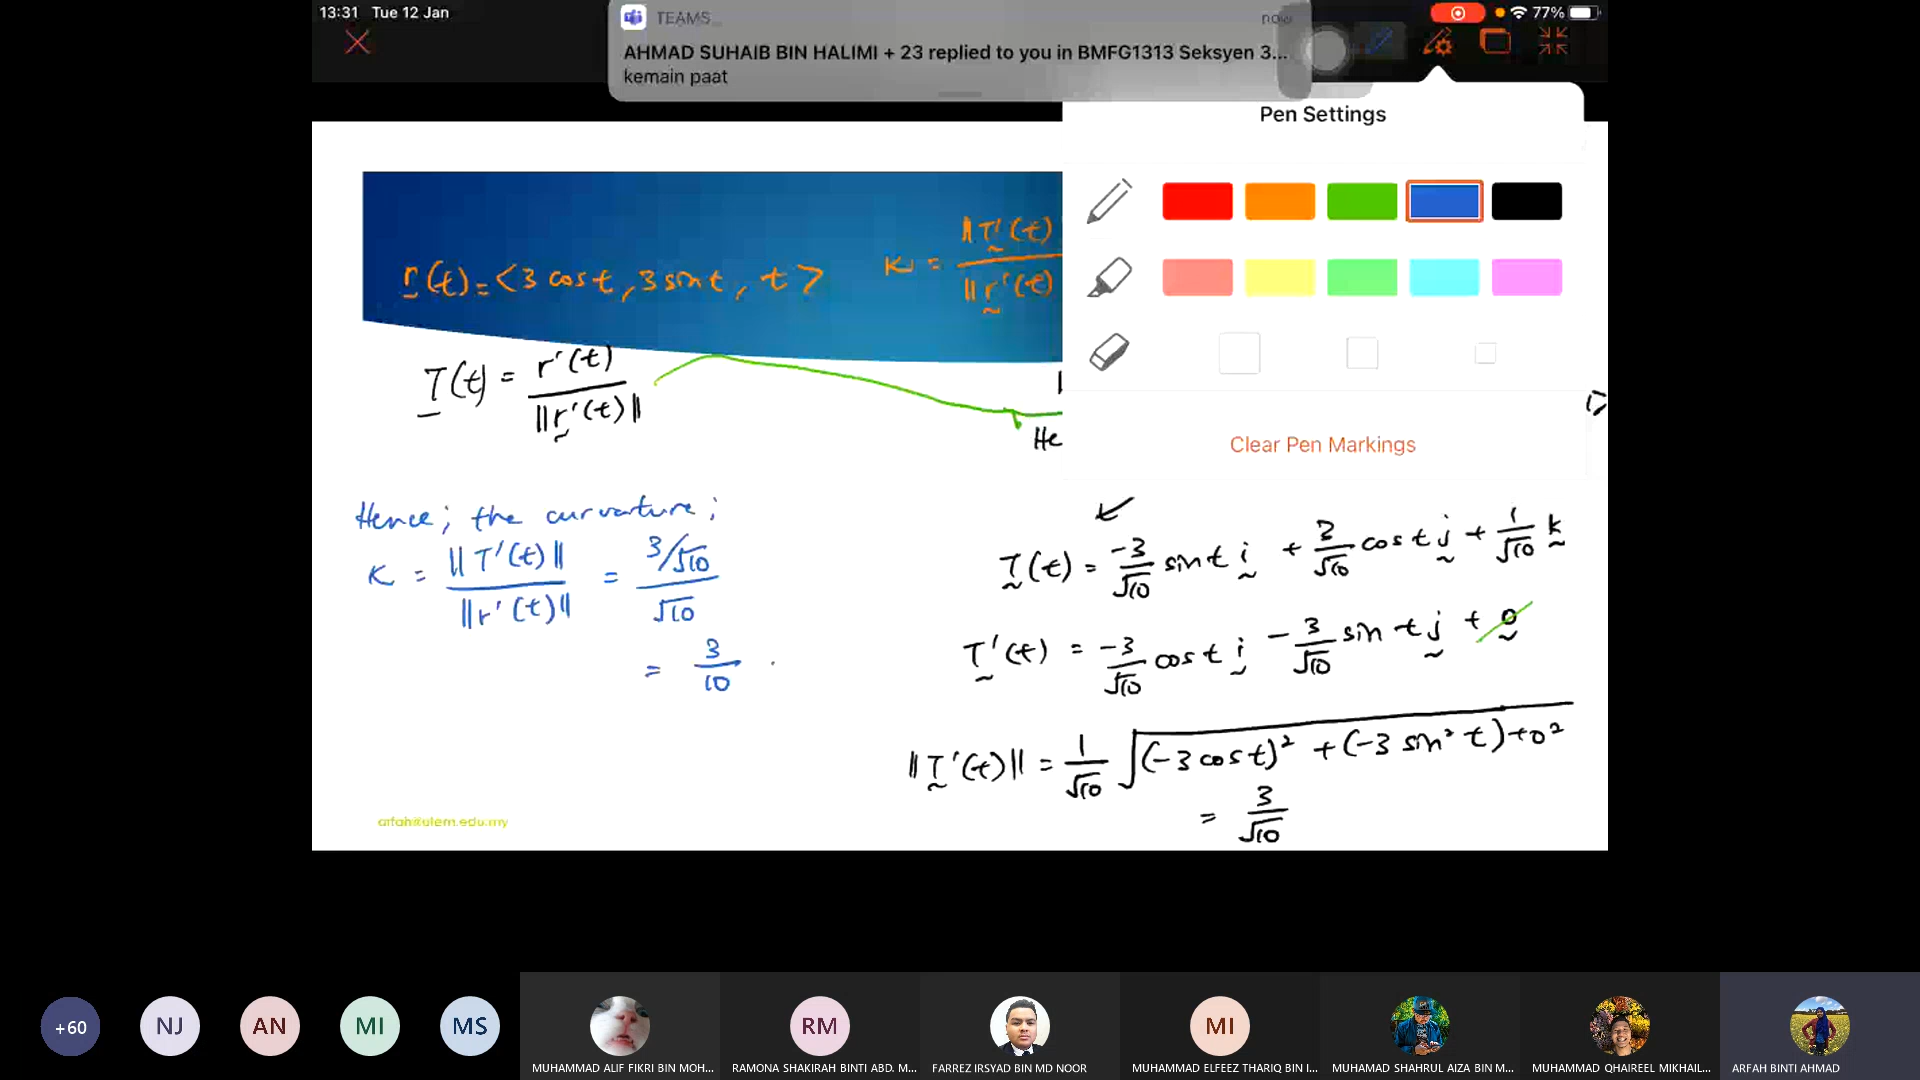 13:31 Tue 12 Jan
TEAMS
now
77%
AHMAD SUHAIB BIN HALIMI + 23 replied to you in BMFG1313 Seksyen 3...
kemain paat
Pen Settings
r(t) = <3 cos t, 3 sin t, t>
K = ||T'(t) / ||r'(t)
T(t) = r'(t) / ||r'(t)||
He
Clear Pen Markings
Hence; the curvature;
K = ||T'(t)|| / ||r'(t)|| = 3/√10 / √10
= 3/10
T(t) = -3/√10 sin t i + 3/√10 cos t j + 1/√10 k
T'(t) = -3/√10 cos t i - 3/√10 sin t j + 0
||T'(t)|| = 1/√10 √(-3 cos t)² + (-3 sin² t) + 0²
= 3/√10
+60
NJ
AN
MI
MS
RM
MI
MUHAMMAD ALIF FIKRI BIN MOH...
RAMONA SHAKIRAH BINTI ABD. M...
FARREZ IRSYAD BIN MD NOOR
MUHAMMAD ELFEEZ THARIQ BIN I...
MUHAMAD SHAHRUL AIZA BIN M...
MUHAMMAD QHAIREEL MIKHAIL...
ARFAH BINTI AHMAD